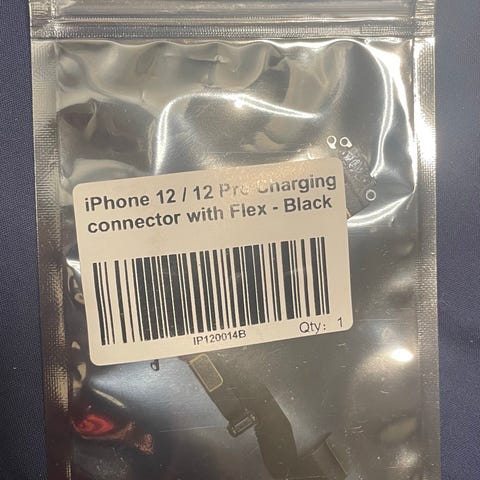 iPhone 12 / 12 Pro Charging
connector with Flex - Black
IP120014B
Qty: 1